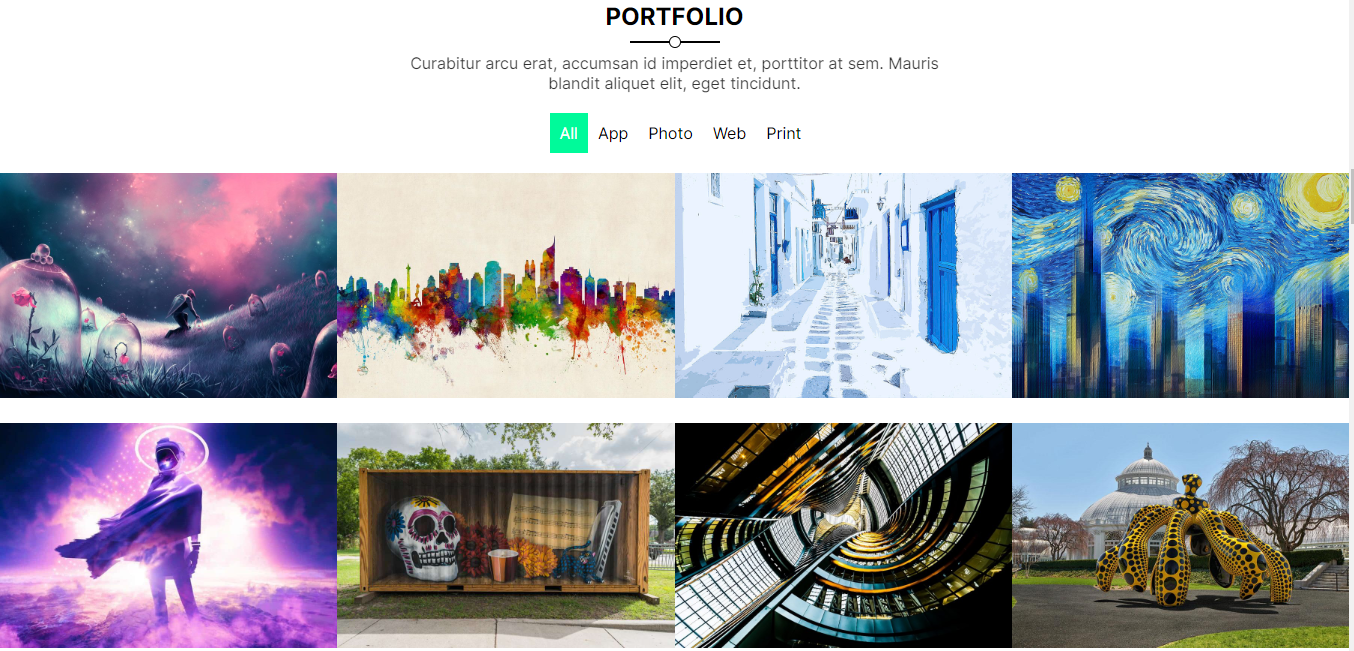 PORTFOLIO
Curabitur arcu erat, accumsan id imperdiet et, porttitor at sem. Mauris
blandit aliquet elit, eget tincidunt.
All App Photo Web Print